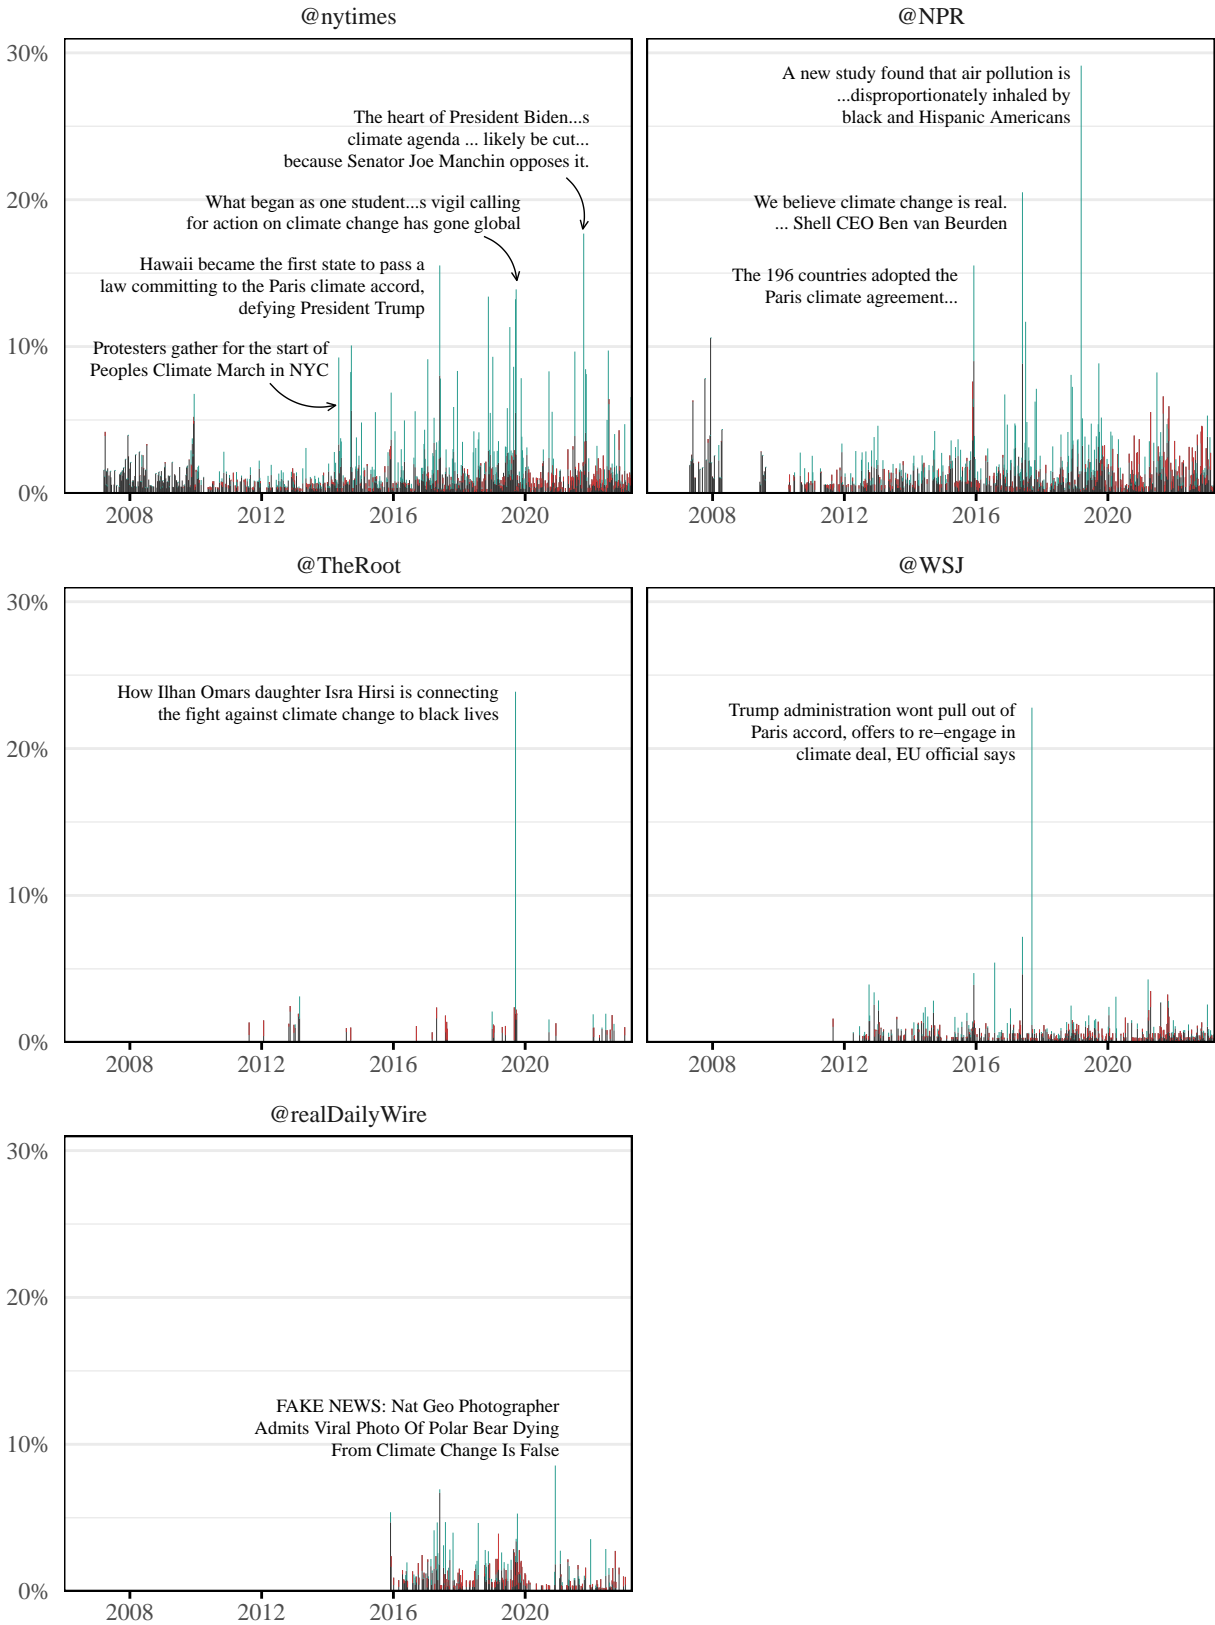 @nytimes
@NPR
30%
20%
10%
0%
The heart of President Biden...s
climate agenda ... likely be cut...
because Senator Joe Manchin opposes it.
What began as one student...s vigil calling
for action on climate change has gone global
Hawaii became the first state to pass a
law committing to the Paris climate accord,
defying President Trump
Protesters gather for the start of
Peoples Climate March in NYC
2008
2012
2016
2020
A new study found that air pollution is
...disproportionately inhaled by
black and Hispanic Americans
We believe climate change is real.
... Shell CEO Ben van Beurden
The 196 countries adopted the
Paris climate agreement...
2008
2012
2016
2020
@TheRoot
@WSJ
30%
20%
10%
0%
How Ilhan Omars daughter Isra Hirsi is connecting
the fight against climate change to black lives
2008
2012
2016
2020
Trump administration wont pull out of
Paris accord, offers to re−engage in
climate deal, EU official says
2008
2012
2016
2020
@realDailyWire
30%
20%
10%
0%
FAKE NEWS: Nat Geo Photographer
Admits Viral Photo Of Polar Bear Dying
From Climate Change Is False
2008
2012
2016
2020